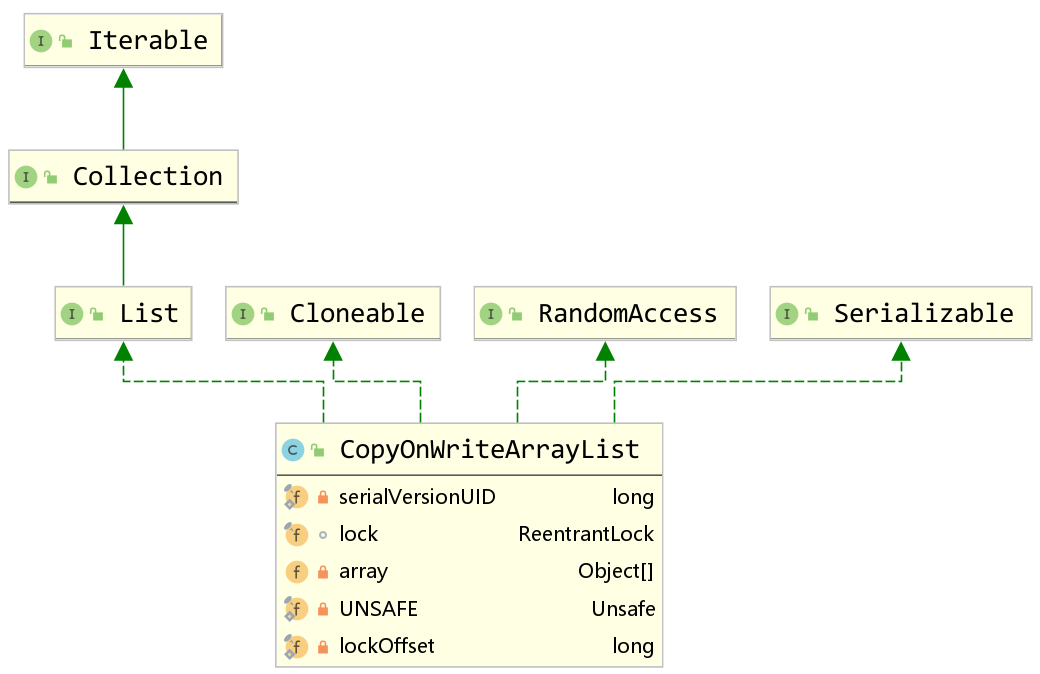 I Iterable
I Collection
I List
I Cloneable
I RandomAccess
I Serializable
C CopyOnWriteArrayList
f serialVersionUID long
f lock ReentrantLock
f array Object[]
f UNSAFE Unsafe
f lockOffset long